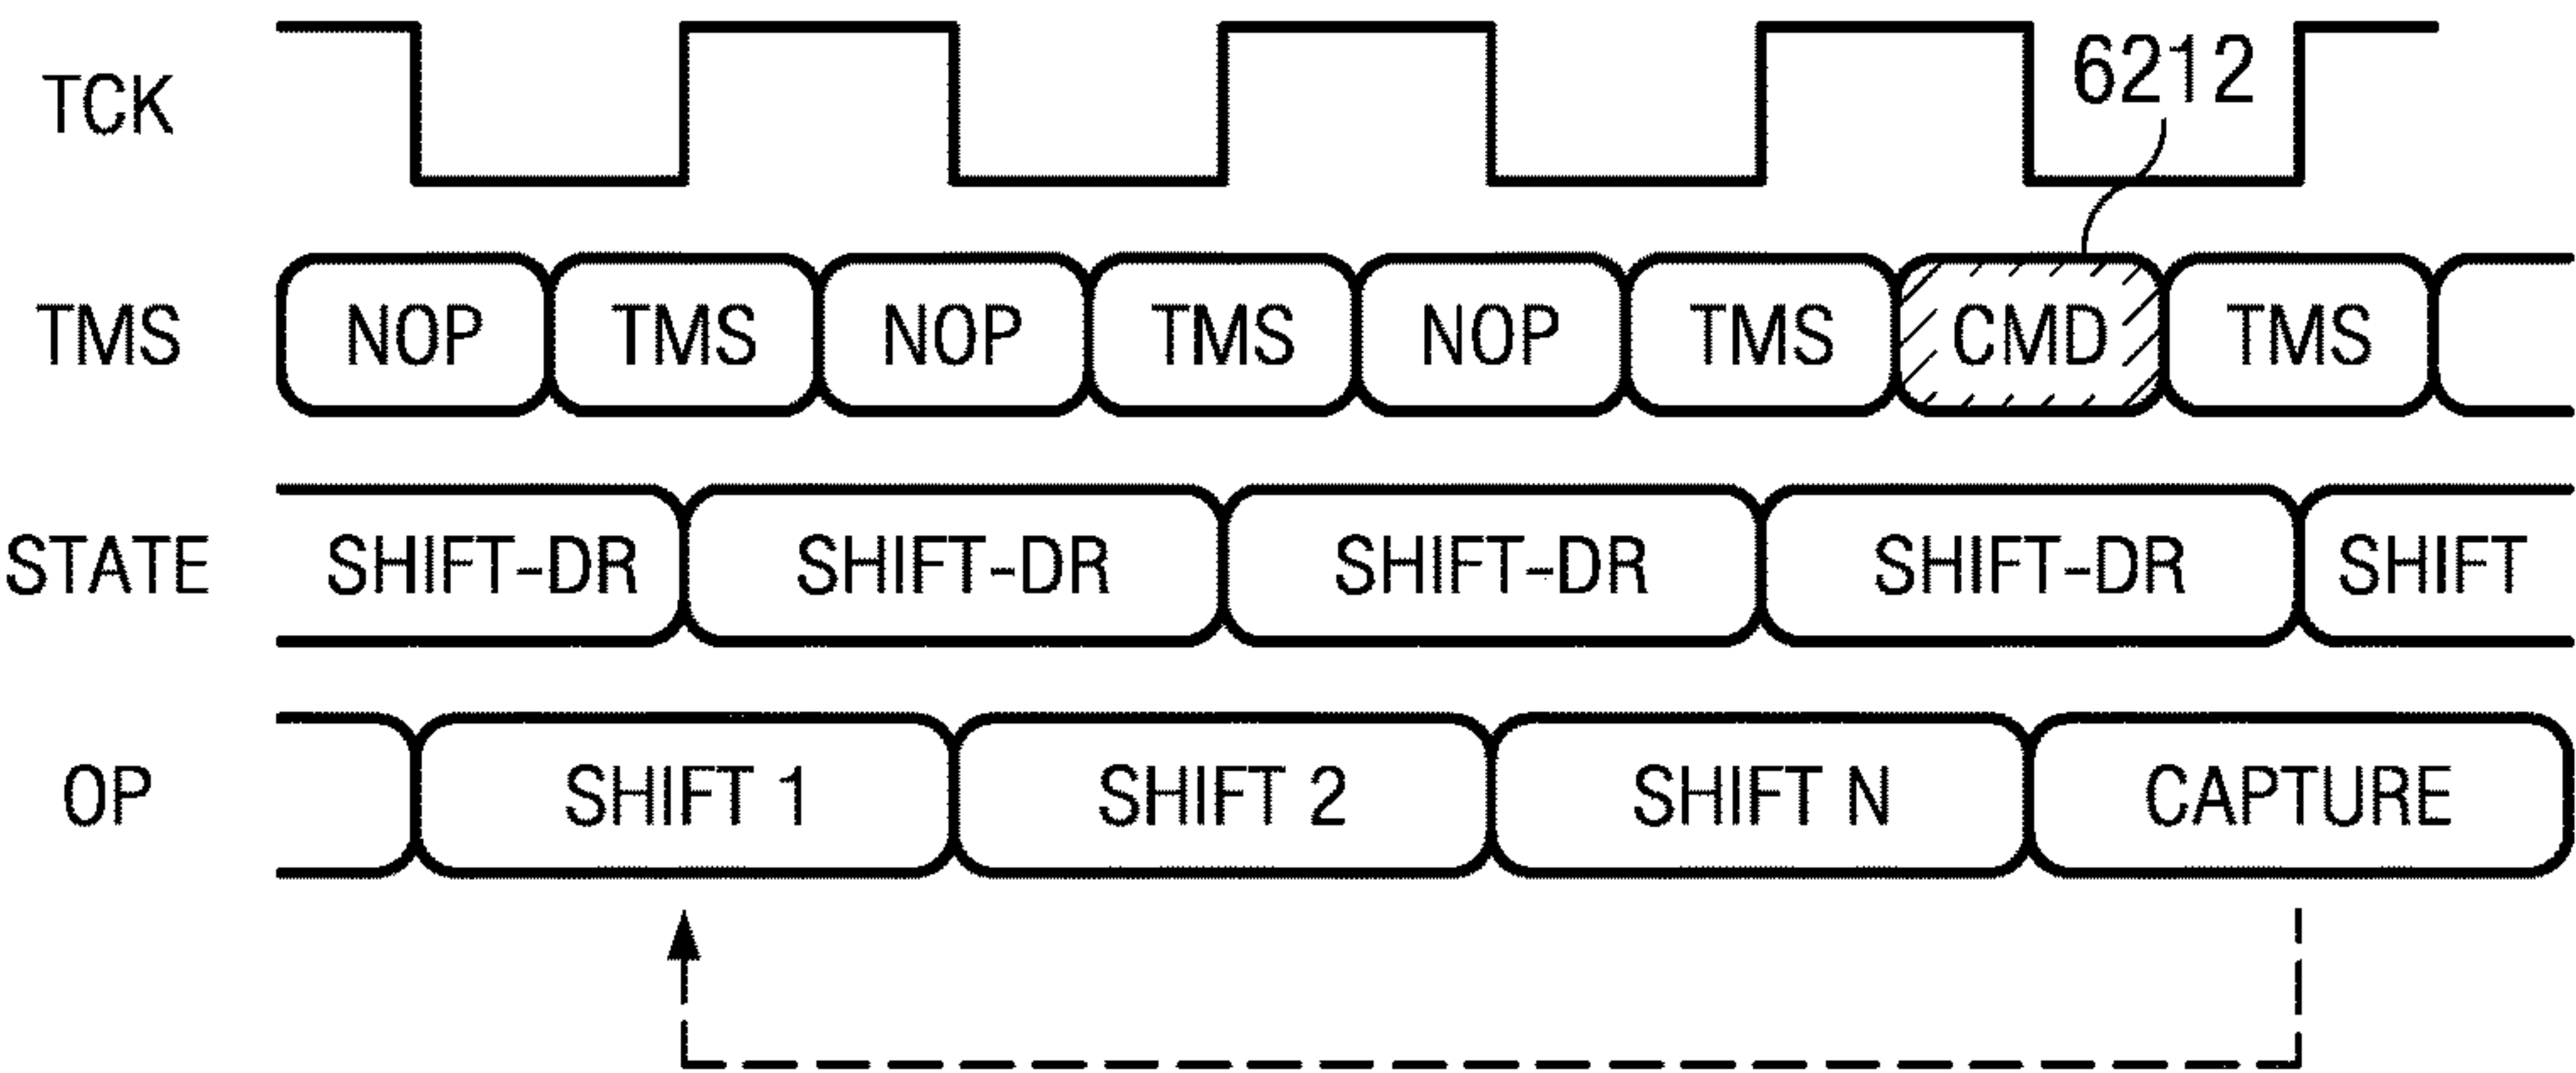 6212
TCK
TMS NOP TMS NOP TMS NOP TMS CMD TMS
STATE SHIFT-DR SHIFT-DR SHIFT-DR SHIFT-DR SHIFT
OP SHIFT 1 SHIFT 2 SHIFT N CAPTURE